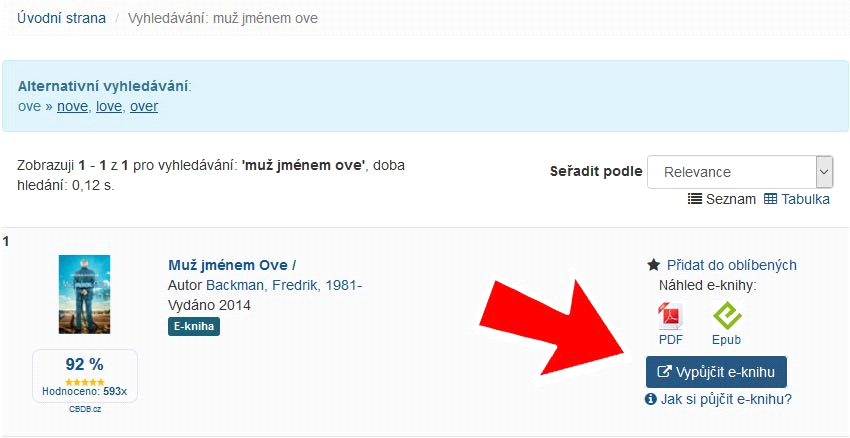 Úvodní strana / Vyhledávání: muž jménem ove
Alternativní vyhledávání:
ove » nove, love, over
Zobrazuji 1 - 1 z 1 pro vyhledávání: 'muž jménem ove', doba
hledání: 0,12 s.
Seřadit podle Relevance
Seznam Tabulka
1
Muž jménem Ove /
Autor Backman, Fredrik, 1981-
Vydáno 2014
E-kniha
92 %
Hodnoceno: 593x
CBDB.cz
Přidat do oblíbených
Náhled e-knihy:
PDF Epub
Vypůjčit e-knihu
Jak si půjčit e-knihu?